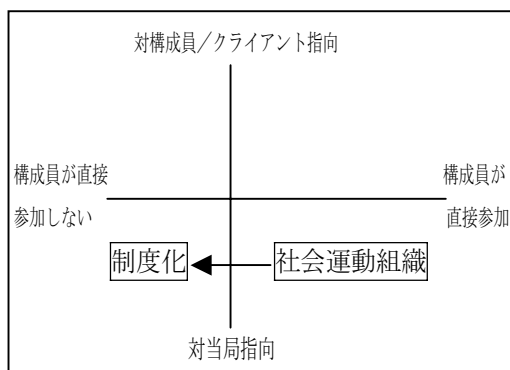 対構成員／クライアント指向
構成員が直接
参加しない
構成員が
直接参加
制度化
社会運動組織
対当局指向